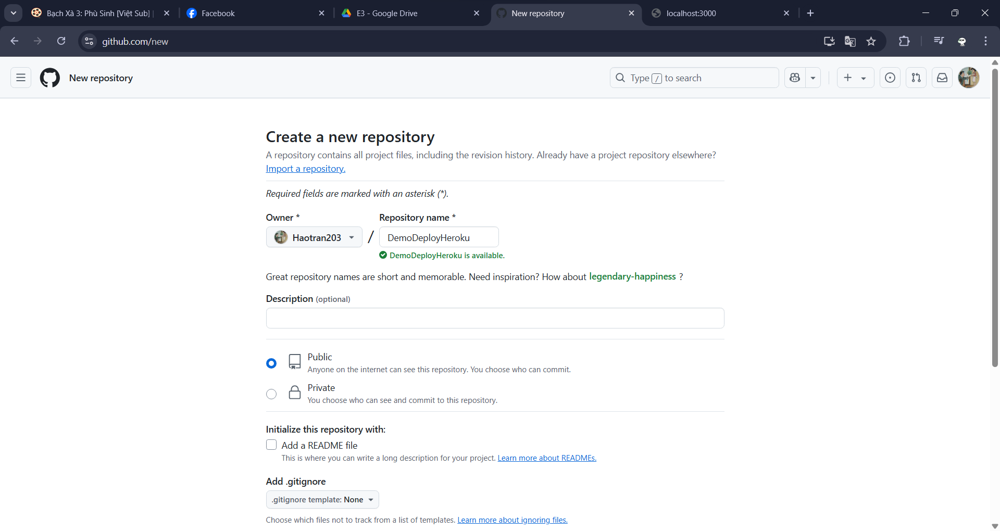 Bạch Xà 3: Phù Sinh [Việt Sub] |
Facebook
E3 - Google Drive
New repository
localhost:3000
github.com/new
New repository
Type / to search
Create a new repository
A repository contains all project files, including the revision history. Already have a project repository elsewhere?
Import a repository.
Required fields are marked with an asterisk (*).
Owner *
Repository name *
Haotran203
/
DemoDeployHeroku
DemoDeployHeroku is available.
Great repository names are short and memorable. Need inspiration? How about legendary-happiness ?
Description (optional)
Public
Anyone on the internet can see this repository. You choose who can commit.
Private
You choose who can see and commit to this repository.
Initialize this repository with:
Add a README file
This is where you can write a long description for your project. Learn more about READMEs.
Add .gitignore
.gitignore template: None
Choose which files not to track from a list of templates. Learn more about ignoring files.